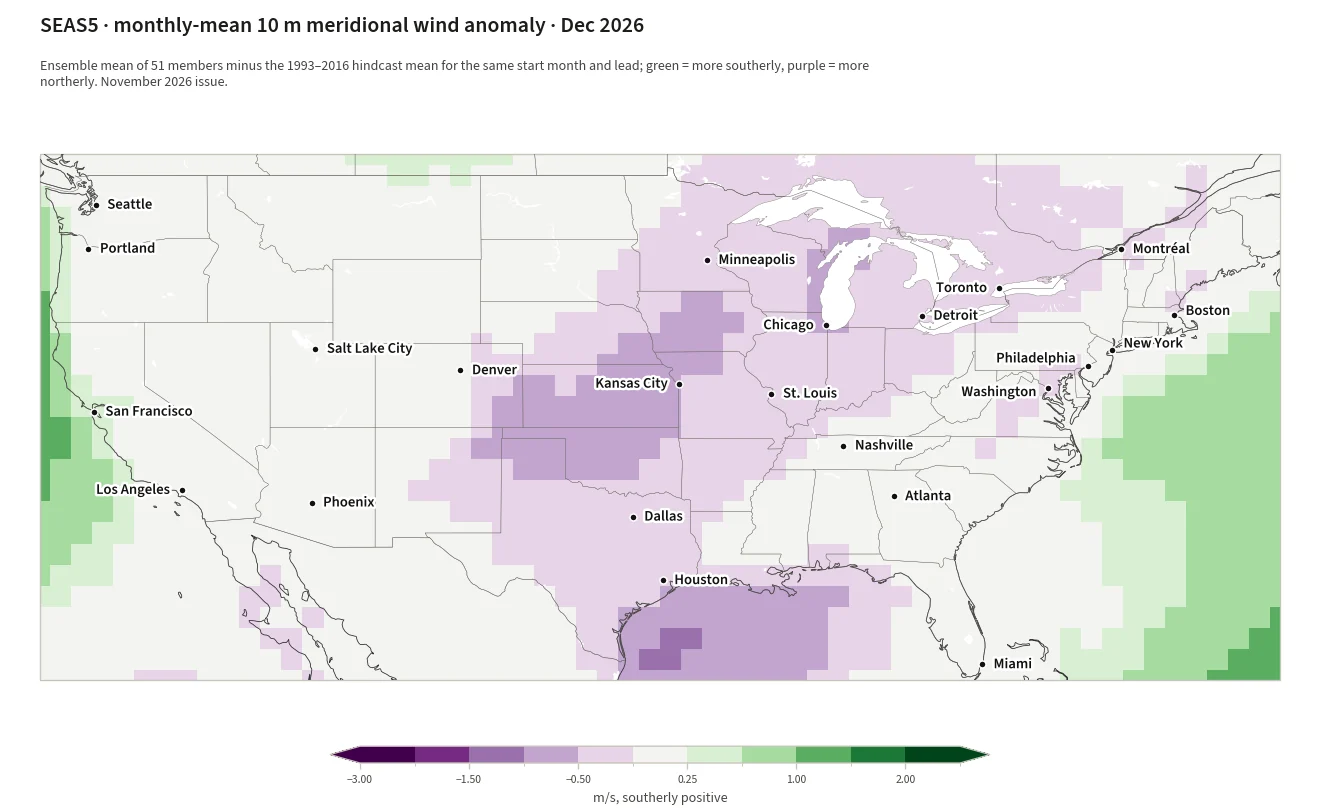 SEAS5 · monthly-mean 10 m meridional wind anomaly · Dec 2026
Ensemble mean of 51 members minus the 1993–2016 hindcast mean for the same start month and lead; green = more southerly, purple = more
northerly. November 2026 issue.
Seattle
Portland
Montréal
Minneapolis
Toronto
Boston
Detroit
Chicago
New York
Salt Lake City
Philadelphia
Denver
Kansas City
Washington
St. Louis
San Francisco
Nashville
Los Angeles
Atlanta
Phoenix
Dallas
Houston
Miami
−3.00
−1.50
−0.50
0.25
1.00
2.00
m/s, southerly positive